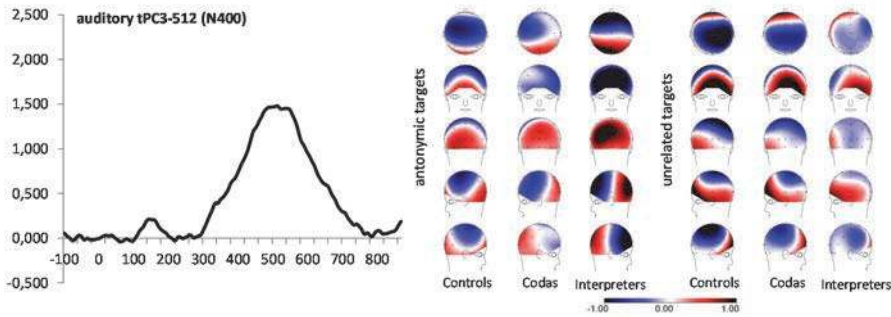 auditory tPC3-512 (N400)
2,500
2,000
1,500
1,000
0,500
0,000
-0,500
-100 0 100 200 300 400 500 600 700 800
antonymic targets
Controls Codas Interpreters
unrelated targets
Controls Codas Interpreters
-1.00 0.00 1.00